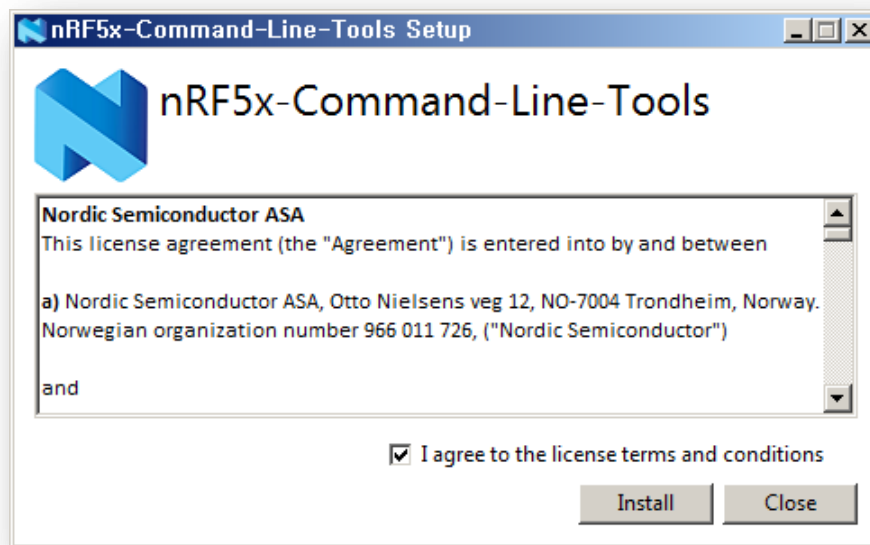 nRF5x-Command-Line-Tools Setup
nRF5x-Command-Line-Tools
Nordic Semiconductor ASA
This license agreement (the "Agreement") is entered into by and between
a) Nordic Semiconductor ASA, Otto Nielsens veg 12, NO-7004 Trondheim, Norway.
Norwegian organization number 966 011 726, ("Nordic Semiconductor")
and
I agree to the license terms and conditions
Install Close